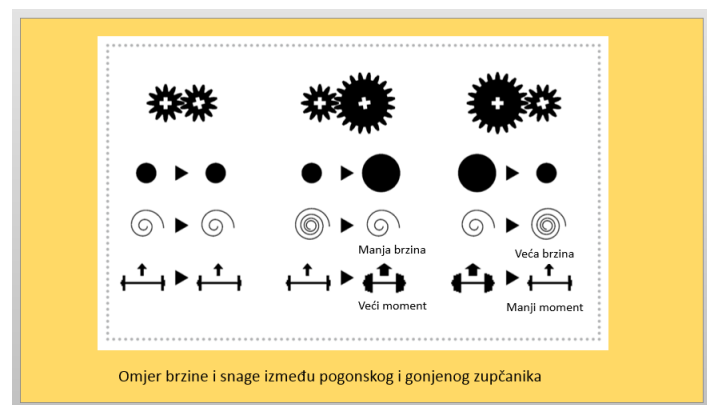 Manja brzina
Veća brzina
Veći moment
Manji moment
Omjer brzine i snage između pogonskog i gonjenog zupčanika